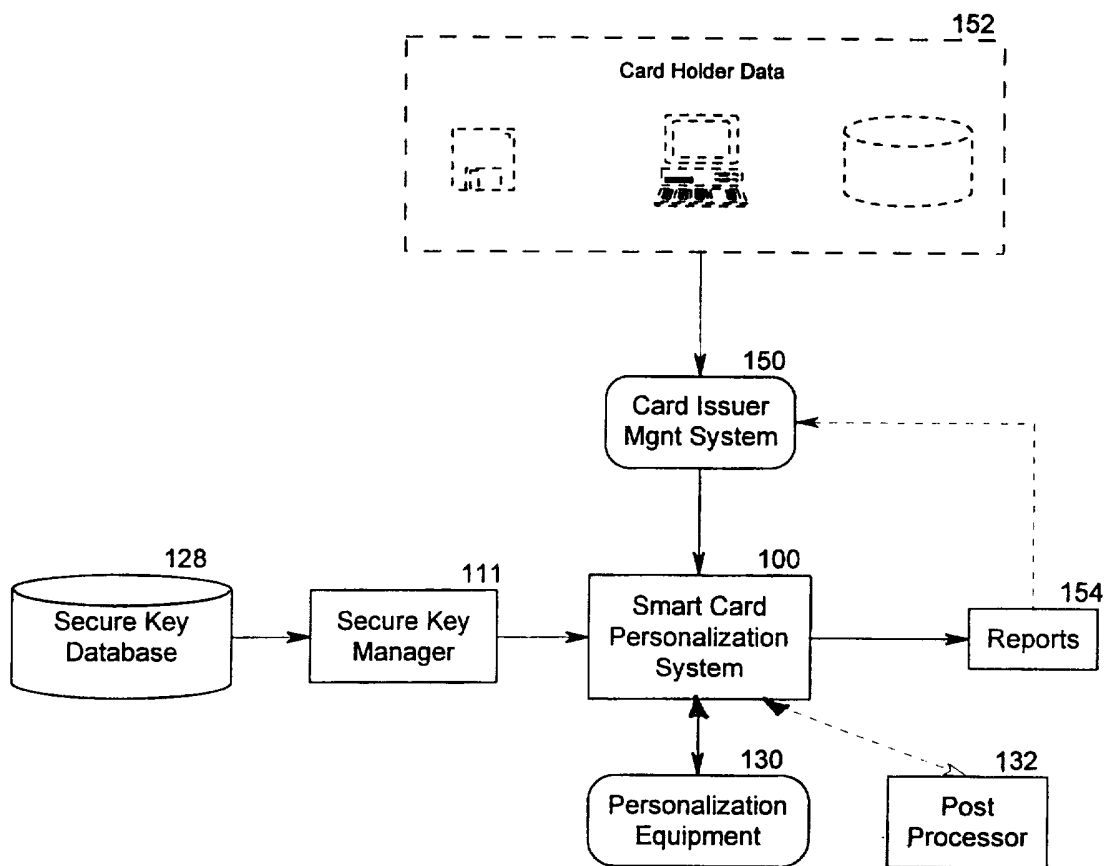 152
Card Holder Data
150
Card Issuer
Mgnt System
128
Secure Key
Database
111
Secure Key
Manager
100
Smart Card
Personalization
System
154
Reports
130
Personalization
Equipment
132
Post
Processor